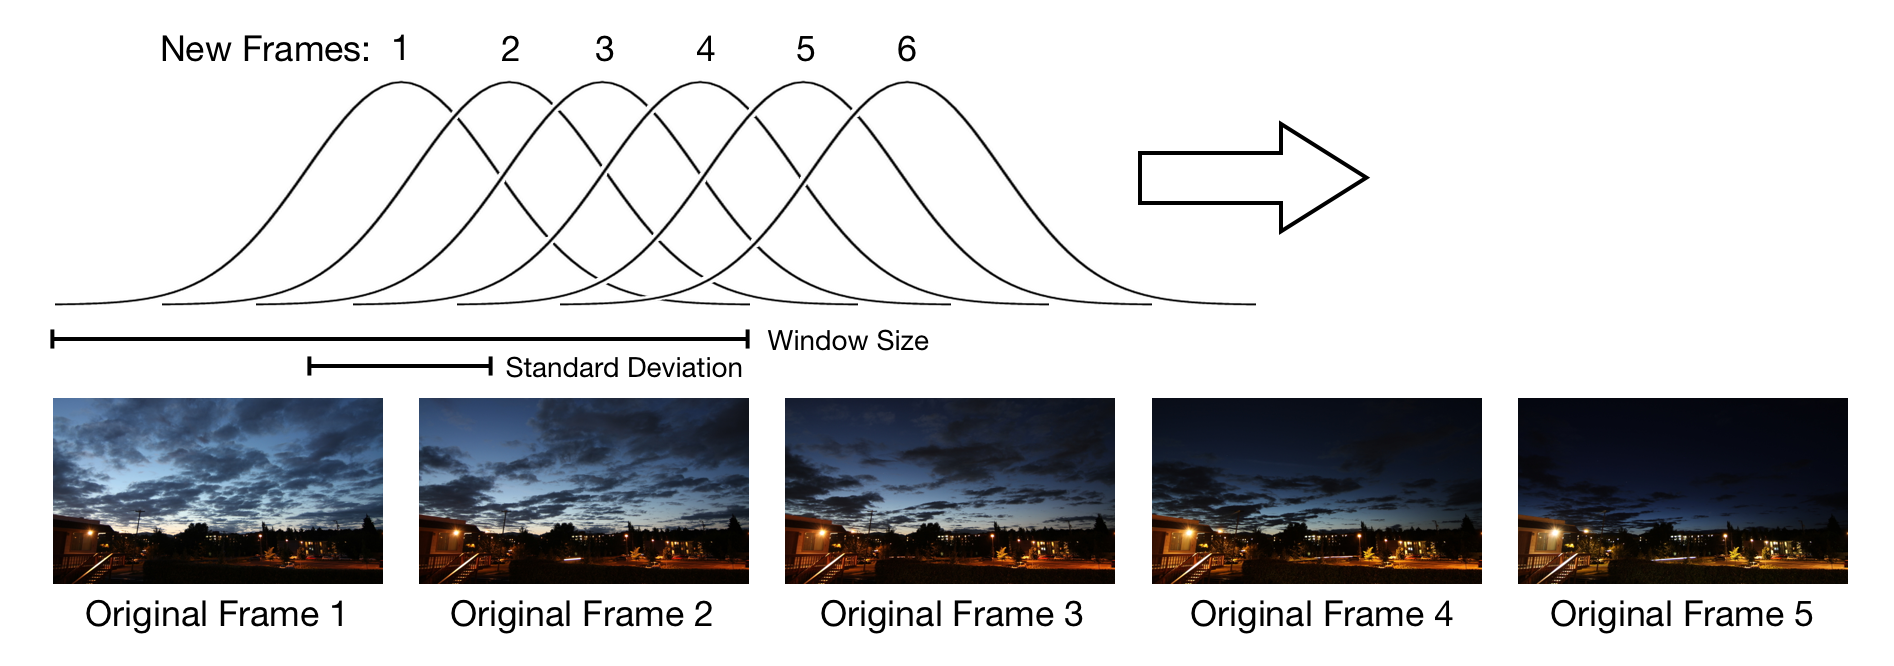 New Frames: 1 2 3 4 5 6
Window Size
Standard Deviation
Original Frame 1 Original Frame 2 Original Frame 3 Original Frame 4 Original Frame 5